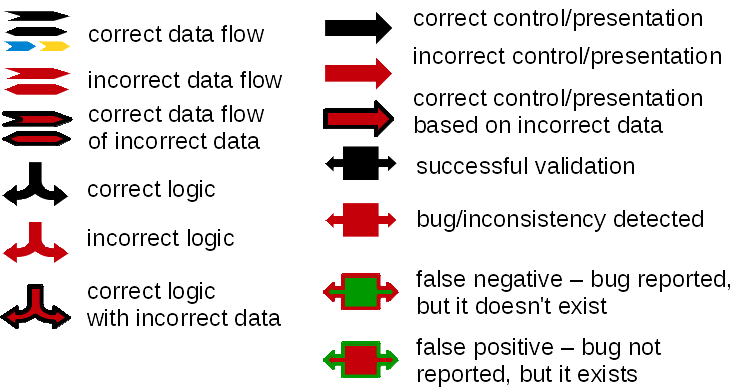 correct data flow
incorrect data flow
correct data flow
of incorrect data
correct logic
incorrect logic
correct logic
with incorrect data
correct control/presentation
incorrect control/presentation
correct control/presentation
based on incorrect data
successful validation
bug/inconsistency detected
false negative – bug reported,
but it doesn't exist
false positive – bug not
reported, but it exists